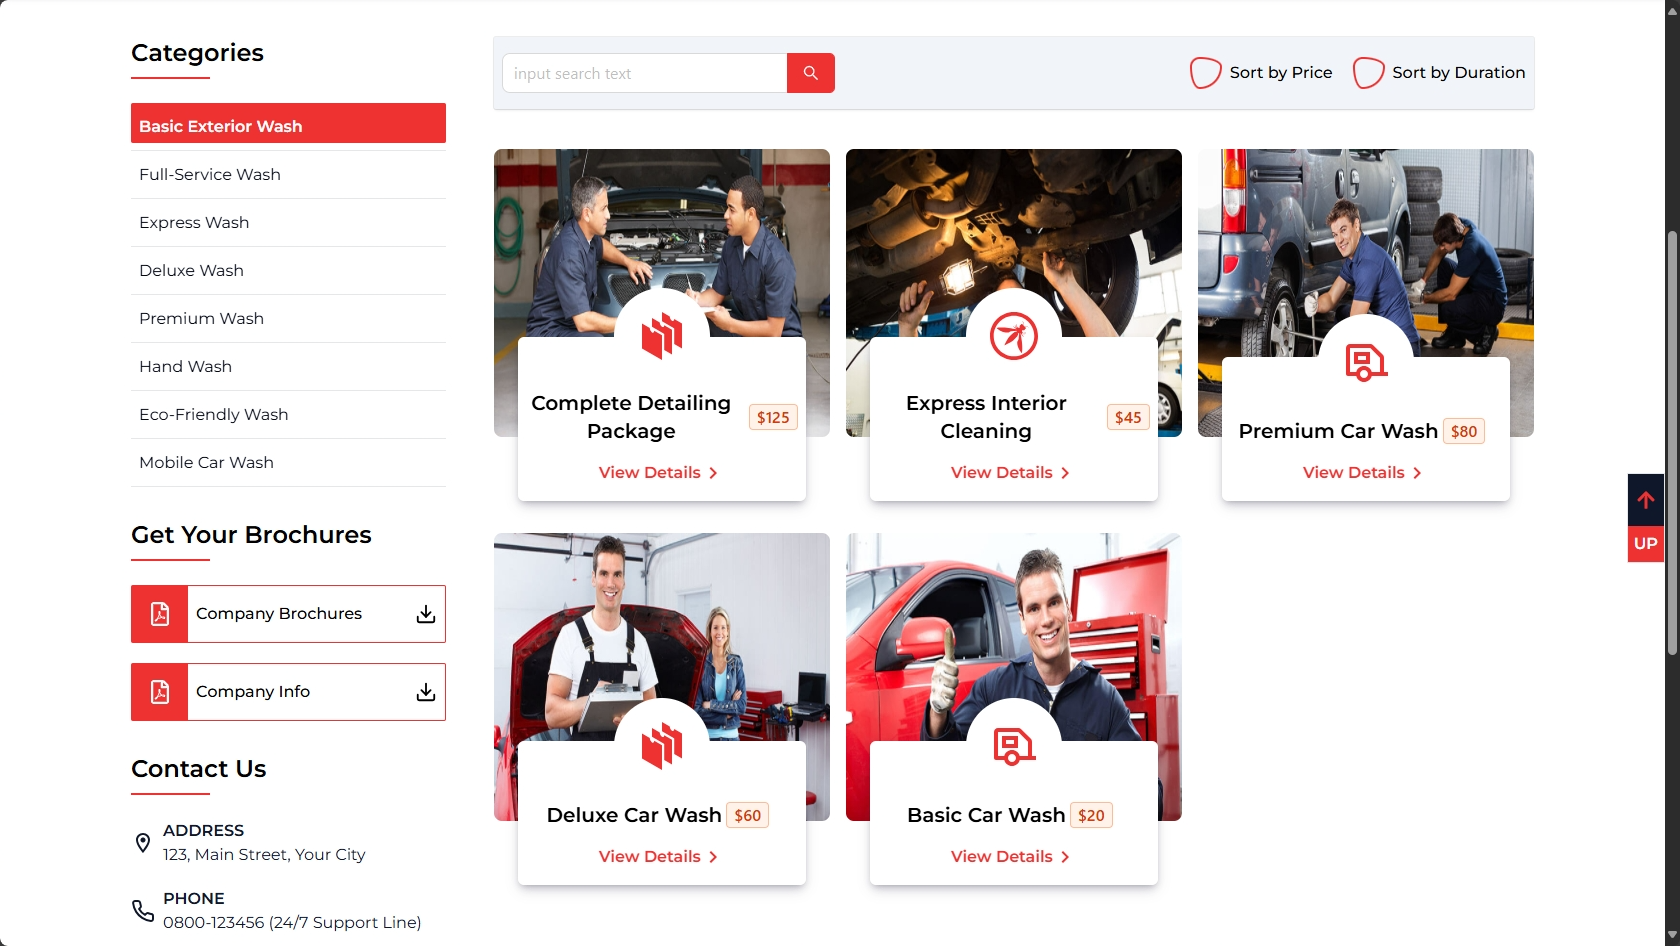 Categories
Basic Exterior Wash
Full-Service Wash
Express Wash
Deluxe Wash
Premium Wash
Hand Wash
Eco-Friendly Wash
Mobile Car Wash
Get Your Brochures
Company Brochures
Company Info
Contact Us
ADDRESS
123, Main Street, Your City
PHONE
0800-123456 (24/7 Support Line)
input search text
Sort by Price
Sort by Duration
Complete Detailing
Package
$125
View Details
Express Interior
Cleaning
$45
View Details
Premium Car Wash $80
View Details
Deluxe Car Wash $60
View Details
Basic Car Wash $20
View Details
UP